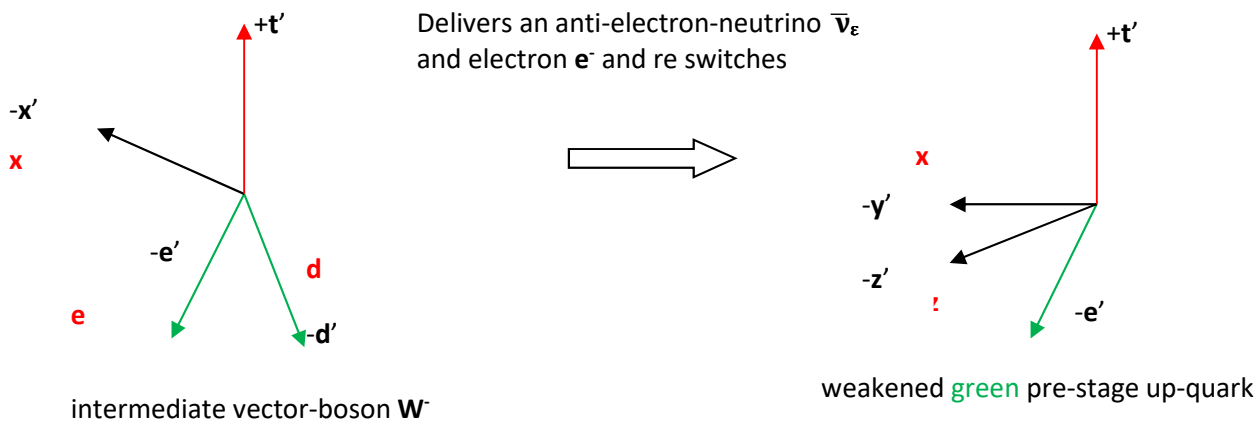 +t’
Delivers an anti-electron-neutrino ν̅ε
and electron e- and re switches
+t’
-x’
x
x
-y’
-e’
d
-z’
z
e
-d’
-e’
intermediate vector-boson W-
weakened green pre-stage up-quark